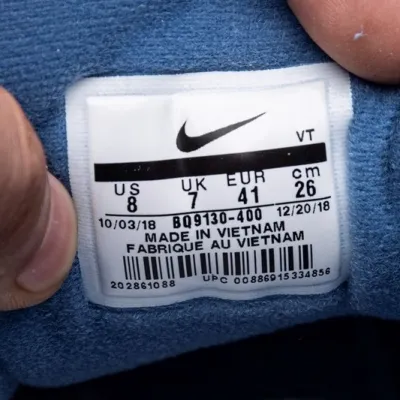 VT
US UK EUR cm
8 7 41 26
10/03/18 BQ9130-400 12/20/18
MADE IN VIETNAM
FABRIQUE AU VIETNAM
202861088 UPC 00886915334856